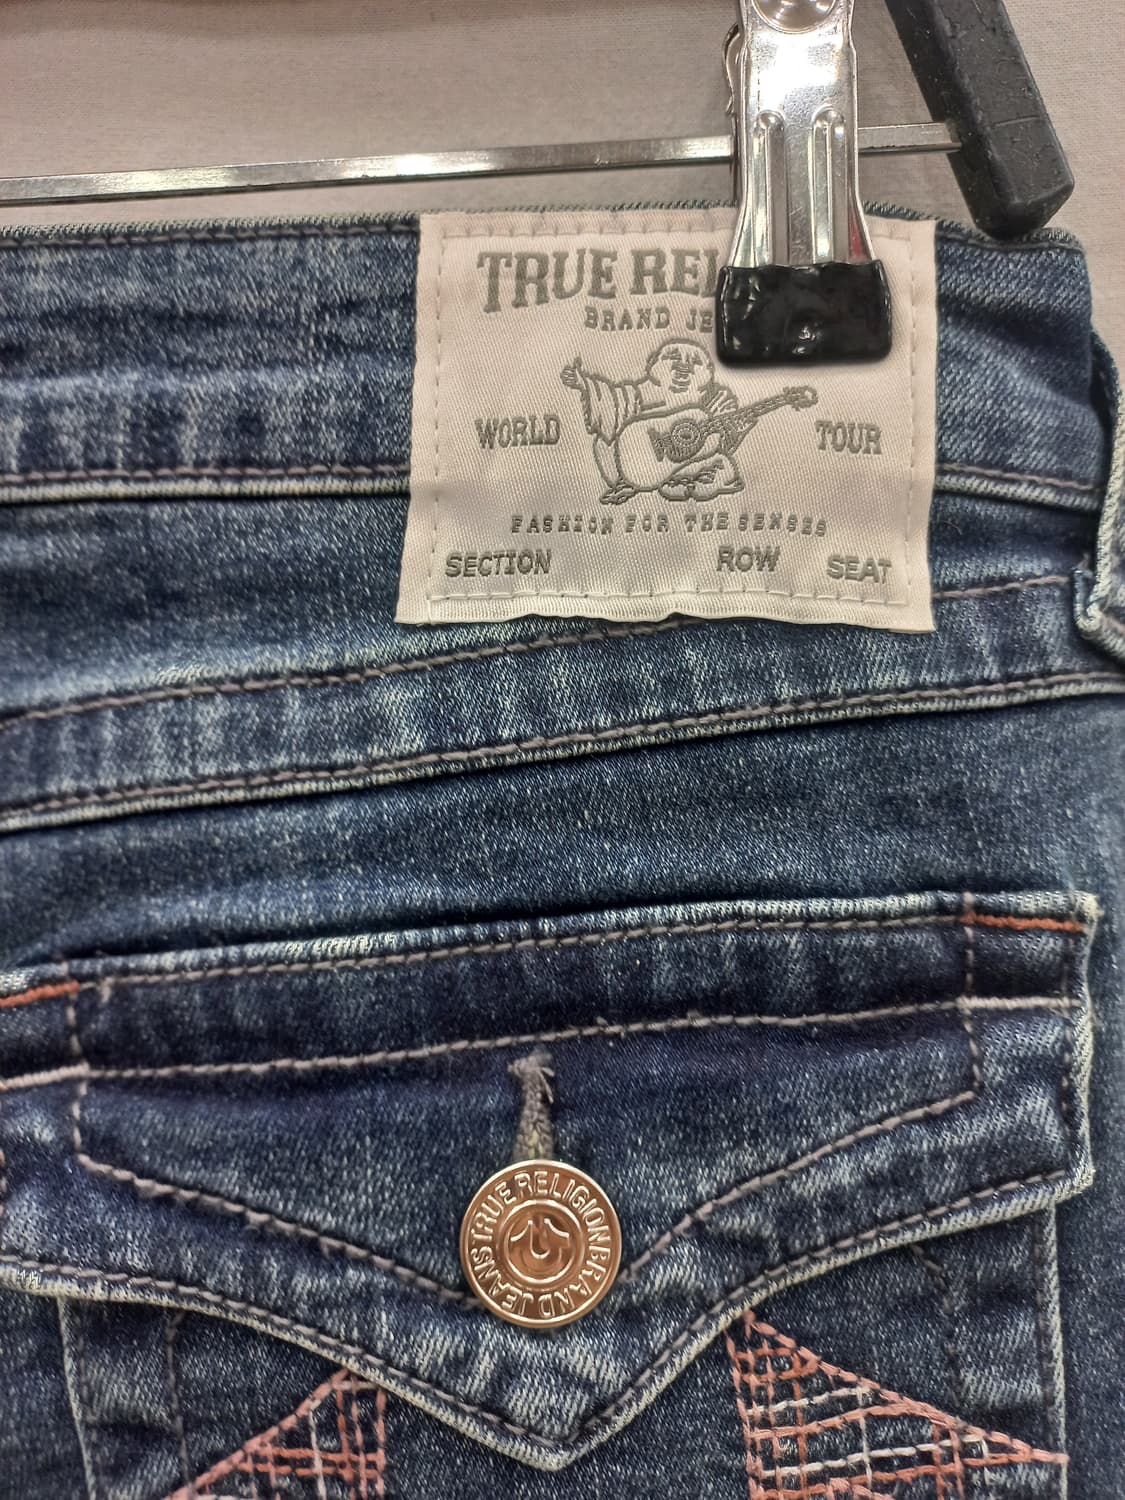 TRUE REL
BRAND JE
WORLD TOUR
FASHION FOR THE SENSES
SECTION ROW SEAT
TRUE RELIGION BRAND JEANS